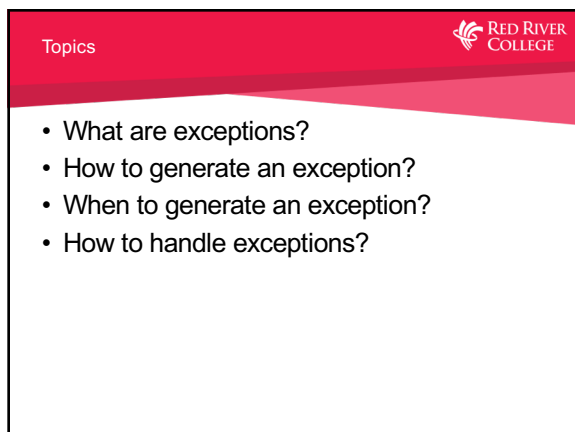 Topics
RED RIVER
COLLEGE
• What are exceptions?
• How to generate an exception?
• When to generate an exception?
• How to handle exceptions?